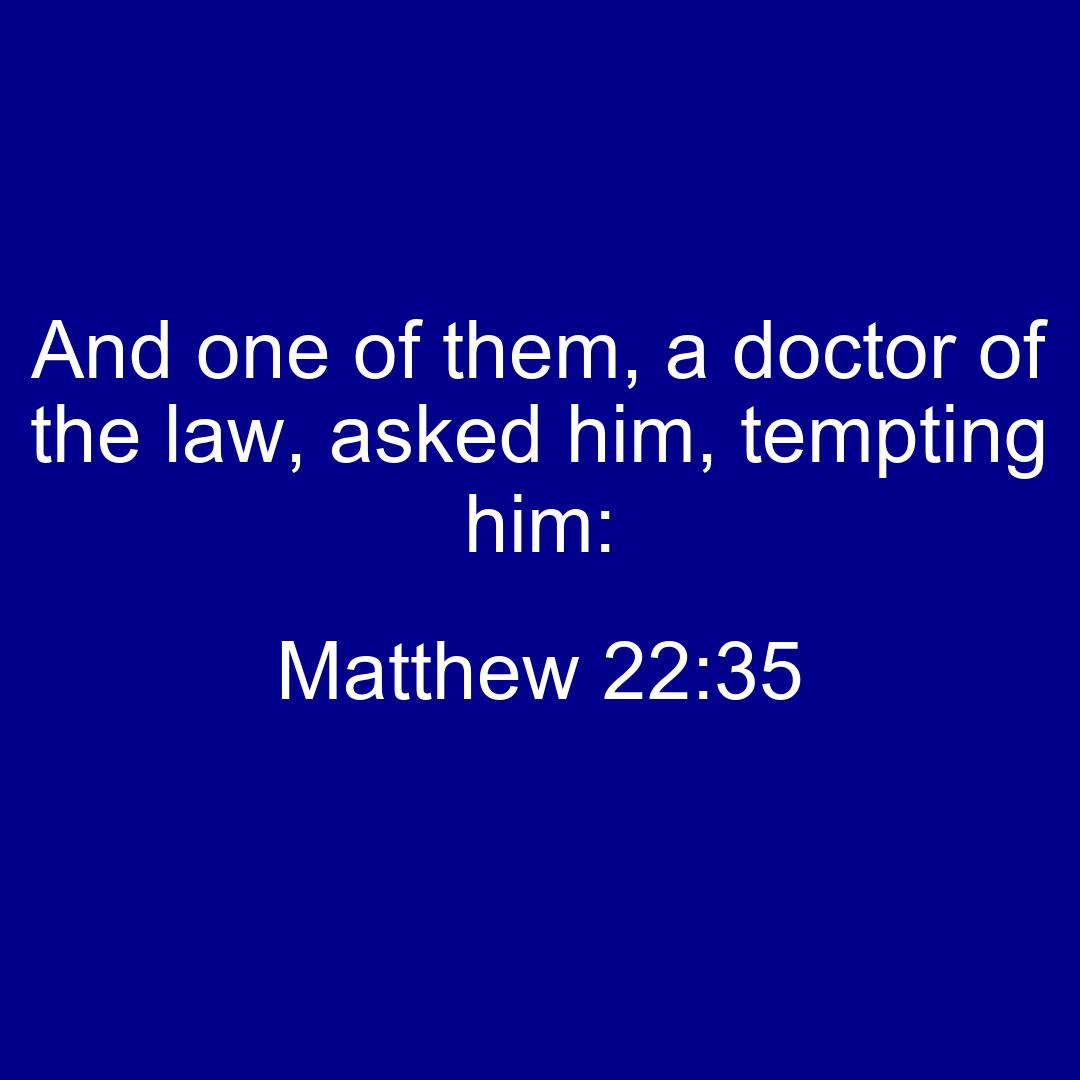 And one of them, a doctor of
the law, asked him, tempting
him:
Matthew 22:35